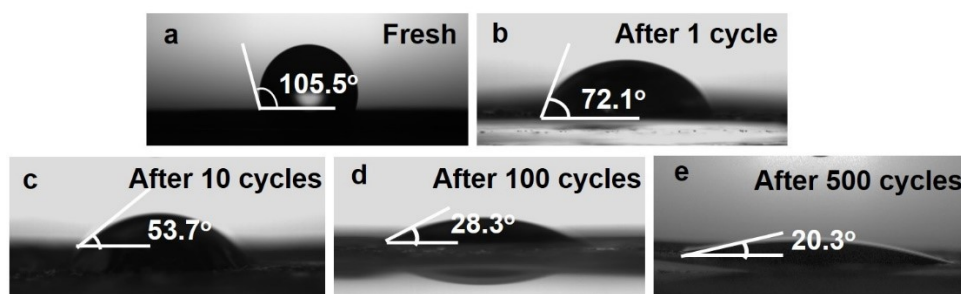 a Fresh
105.5°
b After 1 cycle
72.1°
c After 10 cycles
53.7°
d After 100 cycles
28.3°
e After 500 cycles
20.3°